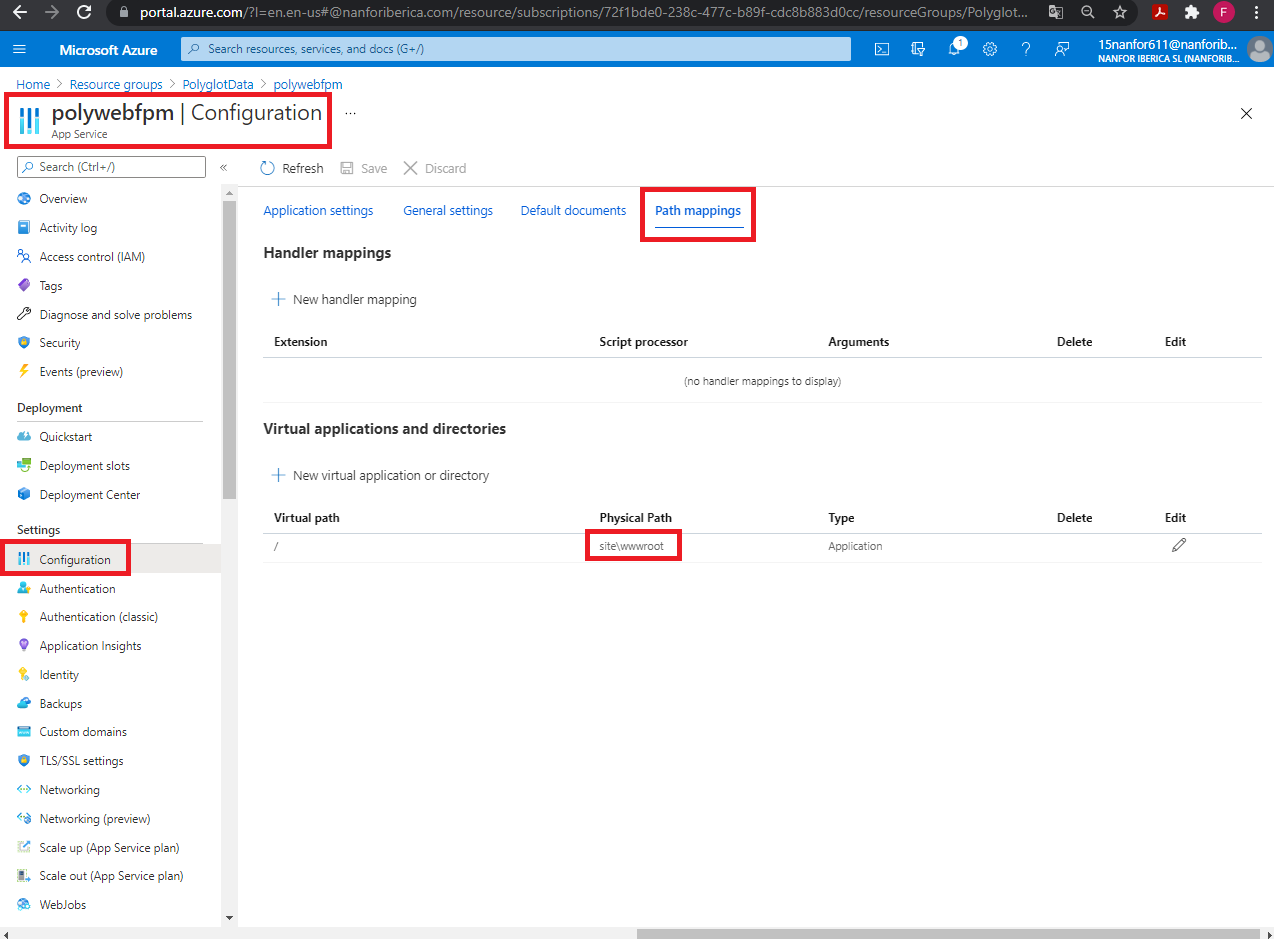 portal.azure.com/?l=en.en-us#@nanforiberica.com/resource/subscriptions/72f1bde0-238c-477c-b89f-cdc8b883d0cc/resourceGroups/Polyglot...
F
Microsoft Azure
Search resources, services, and docs (G+/)
1
15nanfor611@nanforib...
NANFOR IBERICA SL (NANFORIB...
Home > Resource groups > PolyglotData > polywebfpm
polywebfpm | Configuration ...
App Service
Search (Ctrl+/)
«
Refresh Save Discard
Overview
Activity log
Access control (IAM)
Tags
Diagnose and solve problems
Security
Events (preview)
Deployment
Quickstart
Deployment slots
Deployment Center
Settings
Configuration
Authentication
Authentication (classic)
Application Insights
Identity
Backups
Custom domains
TLS/SSL settings
Networking
Networking (preview)
Scale up (App Service plan)
Scale out (App Service plan)
WebJobs
Application settings General settings Default documents Path mappings
Handler mappings
New handler mapping
Extension Script processor Arguments Delete Edit
(no handler mappings to display)
Virtual applications and directories
New virtual application or directory
Virtual path Physical Path Type Delete Edit
/ site\wwwroot Application